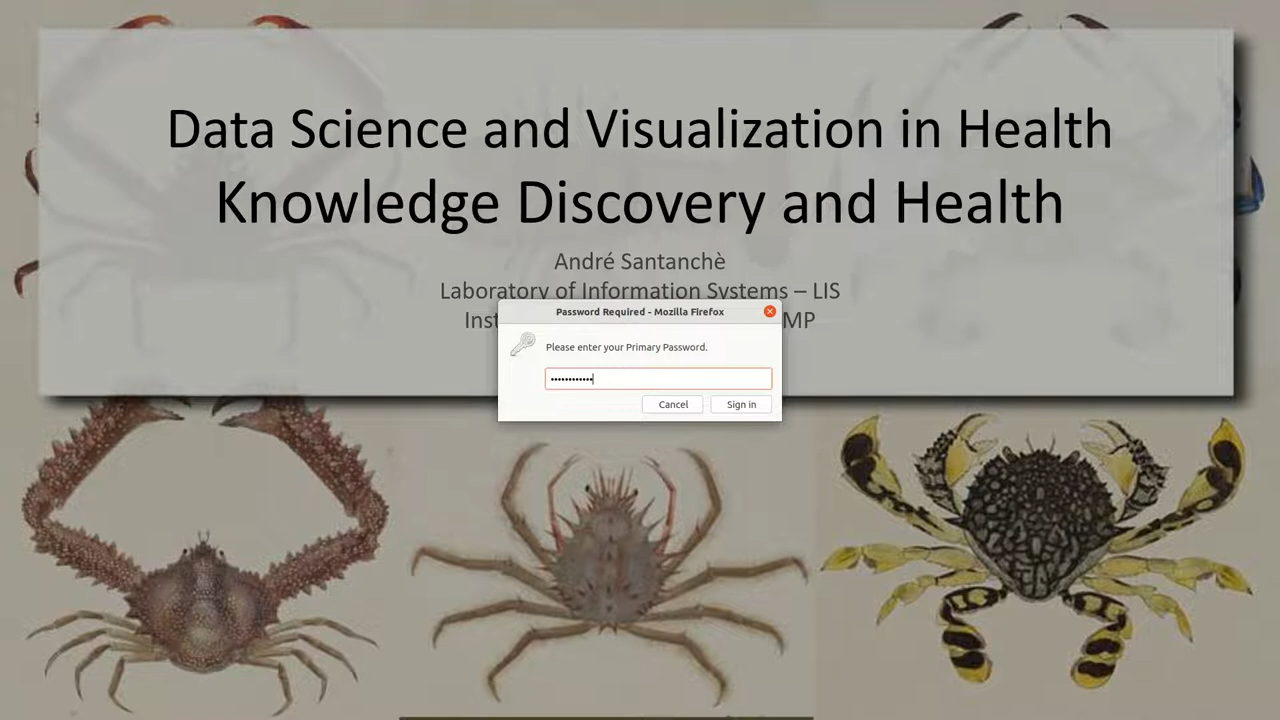 Data Science and Visualization in Health
Knowledge Discovery and Health
André Santanchè
Laboratory of Information Systems – LIS
Password Required - Mozilla Firefox
Please enter your Primary Password.
••••••••••••
Cancel Sign in